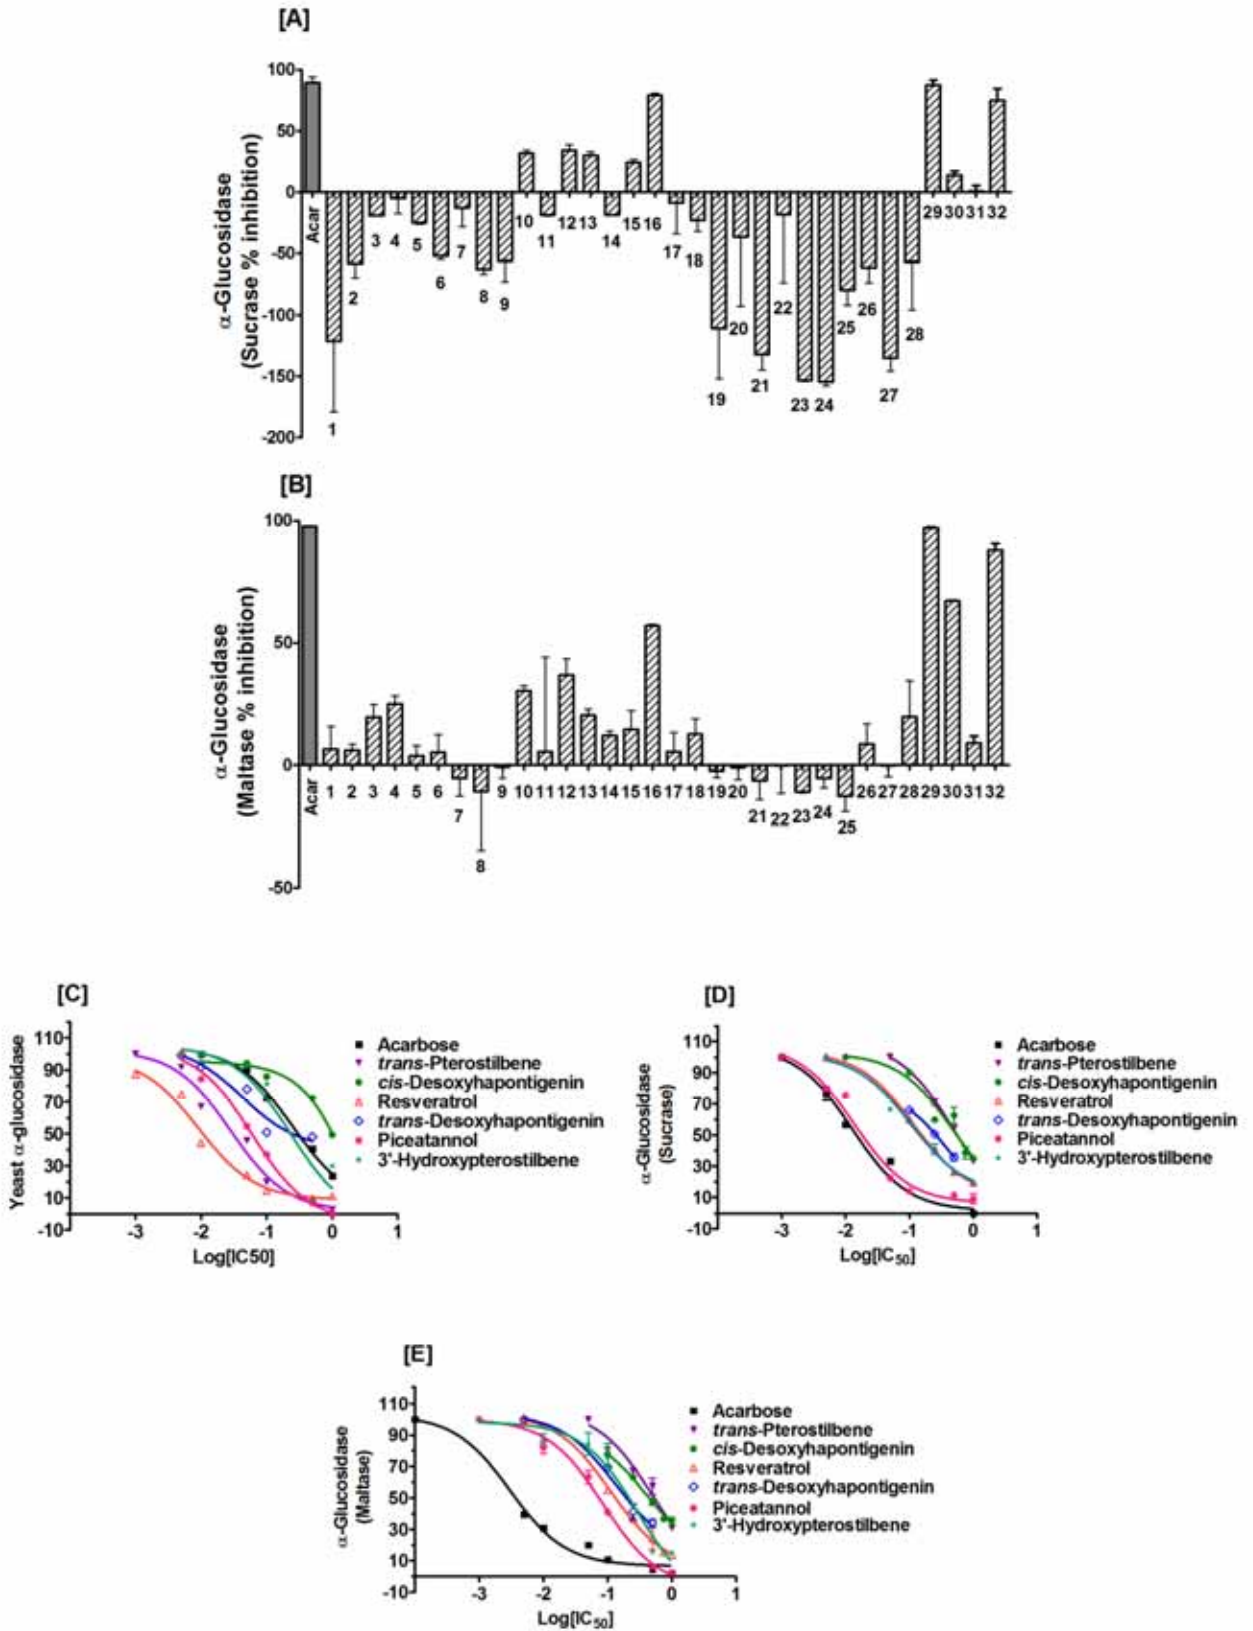 [A]
100
50
0
-50
-100
-150
-200
α-Glucosidase
(Sucrase % inhibition)
Acar
1
2
3
4
5
6
7
8
9
10
11
12
13
14
15
16
17
18
19
20
21
22
23
24
25
26
27
28
29
30
31
32
[B]
100
50
0
-50
α-Glucosidase
(Maltase % inhibition)
Acar
1
2
3
4
5
6
7
8
9
10
11
12
13
14
15
16
17
18
19
20
21
22
23
24
25
26
27
28
29
30
31
32
[C]
Yeast α-glucosidase
110
90
70
50
30
10
-10
-3
-2
-1
0
1
Log[IC50]
Acarbose
trans-Pterostilbene
cis-Desoxyhapontigenin
Resveratrol
trans-Desoxyhapontigenin
Piceatannol
3'-Hydroxypterostilbene
[D]
α-Glucosidase
(Sucrase)
110
90
70
50
30
10
-10
-3
-2
-1
0
1
Log[IC₅₀]
Acarbose
trans-Pterostilbene
cis-Desoxyhapontigenin
Resveratrol
trans-Desoxyhapontigenin
Piceatannol
3'-Hydroxypterostilbene
[E]
α-Glucosidase
(Maltase)
110
90
70
50
30
10
-10
-3
-2
-1
0
1
Log[IC₅₀]
Acarbose
trans-Pterostilbene
cis-Desoxyhapontigenin
Resveratrol
trans-Desoxyhapontigenin
Piceatannol
3'-Hydroxypterostilbene